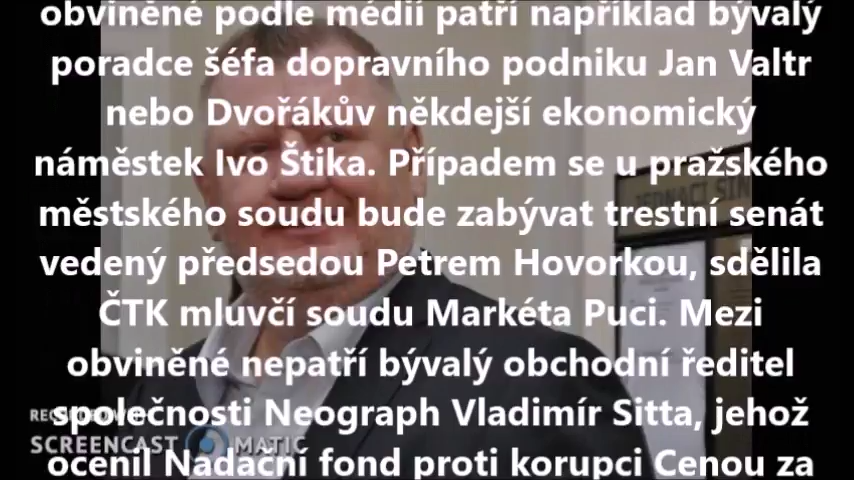 obviněné podle médií patří například bývalý
poradce šéfa dopravního podniku Jan Valtr
nebo Dvořákův někdejší ekonomický
náměstek Ivo Štika. Případem se u pražského
městského soudu bude zabývat trestní senát
vedený předsedou Petrem Hovorkou, sdělila
ČTK mluvčí soudu Markéta Puci. Mezi
obviněné nepatří bývalý obchodní ředitel
společnosti Neograph Vladimír Sitta, jehož
ocenil Nadační fond proti korupci Cenou za
JEDNACÍ SÍŇ
SCREENCAST MATIC